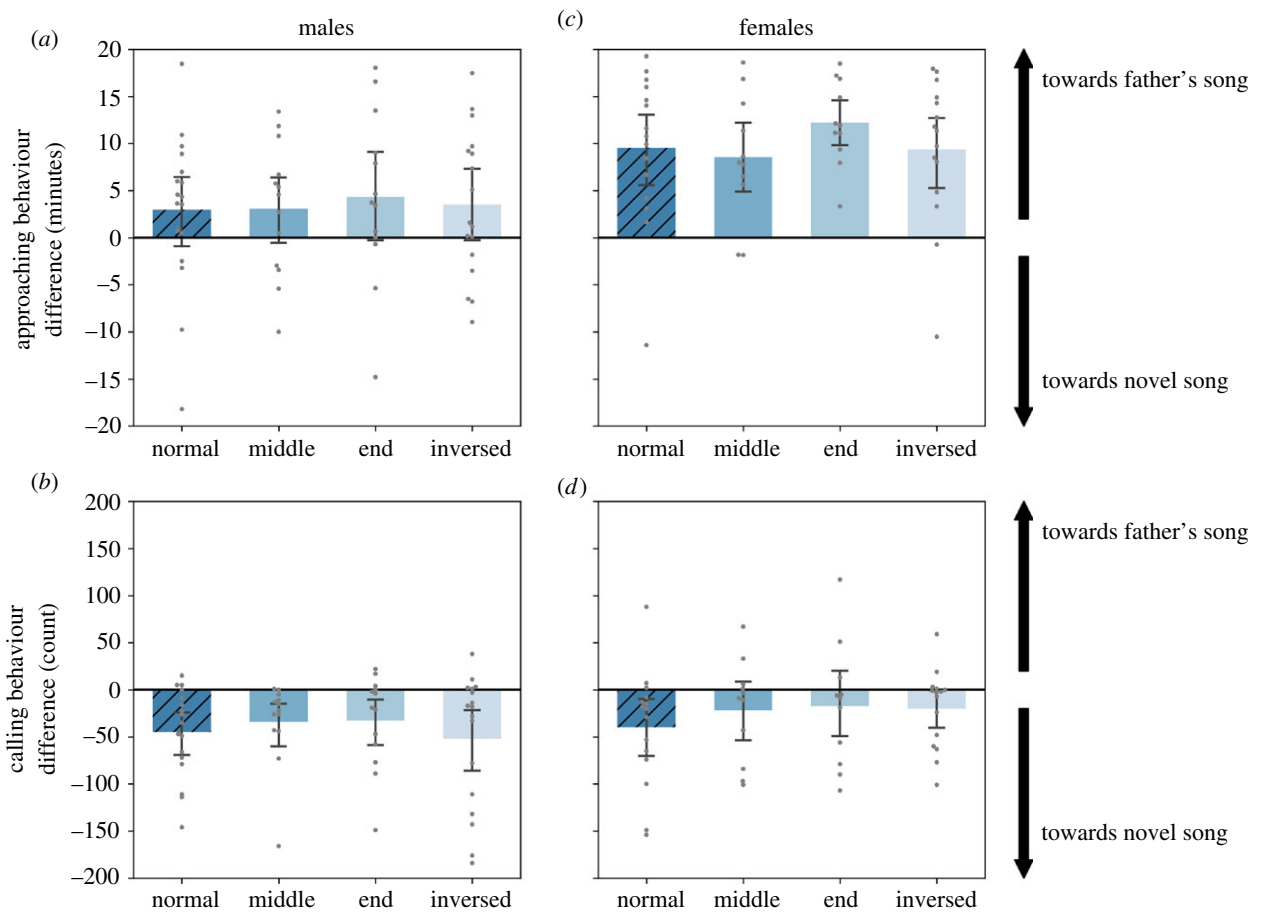 males
females
(a)
(c)
approaching behaviour
difference (minutes)
20
15
10
5
0
–5
–10
–15
–20
normal middle end inversed
normal middle end inversed
towards father's song
towards novel song
(b)
(d)
calling behaviour
difference (count)
200
150
100
50
0
–50
–100
–150
–200
normal middle end inversed
normal middle end inversed
towards father's song
towards novel song